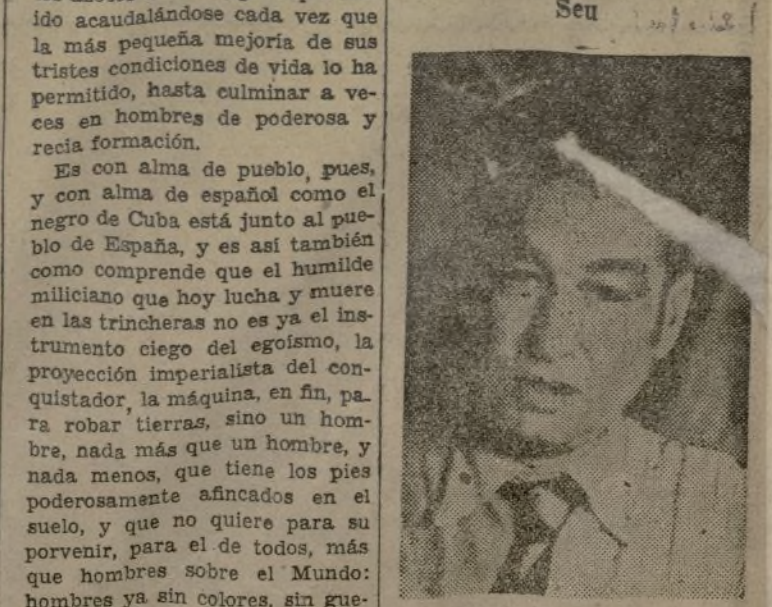 ido acaudalándose cada vez que
la más pequeña mejoría de sus
tristes condiciones de vida lo ha
permitido, hasta culminar a ve-
ces en hombres de poderosa y
recia formación.
Es con alma de pueblo, pues,
y con alma de español como el
negro de Cuba está junto al pue-
blo de España, y es así también
como comprende que el humilde
miliciano que hoy lucha y muere
en las trincheras no es ya el ins-
trumento ciego del egoísmo, la
proyección imperialista del con-
quistador, la máquina, en fin, pa-
ra robar tierras, sino un hom-
bre, nada más que un hombre, y
nada menos, que tiene los pies
poderosamente afincados en el
suelo, y que no quiere para su
porvenir, para el de todos, más
que hombres sobre el Mundo:
hombres ya sin colores, sin gue-
Seu